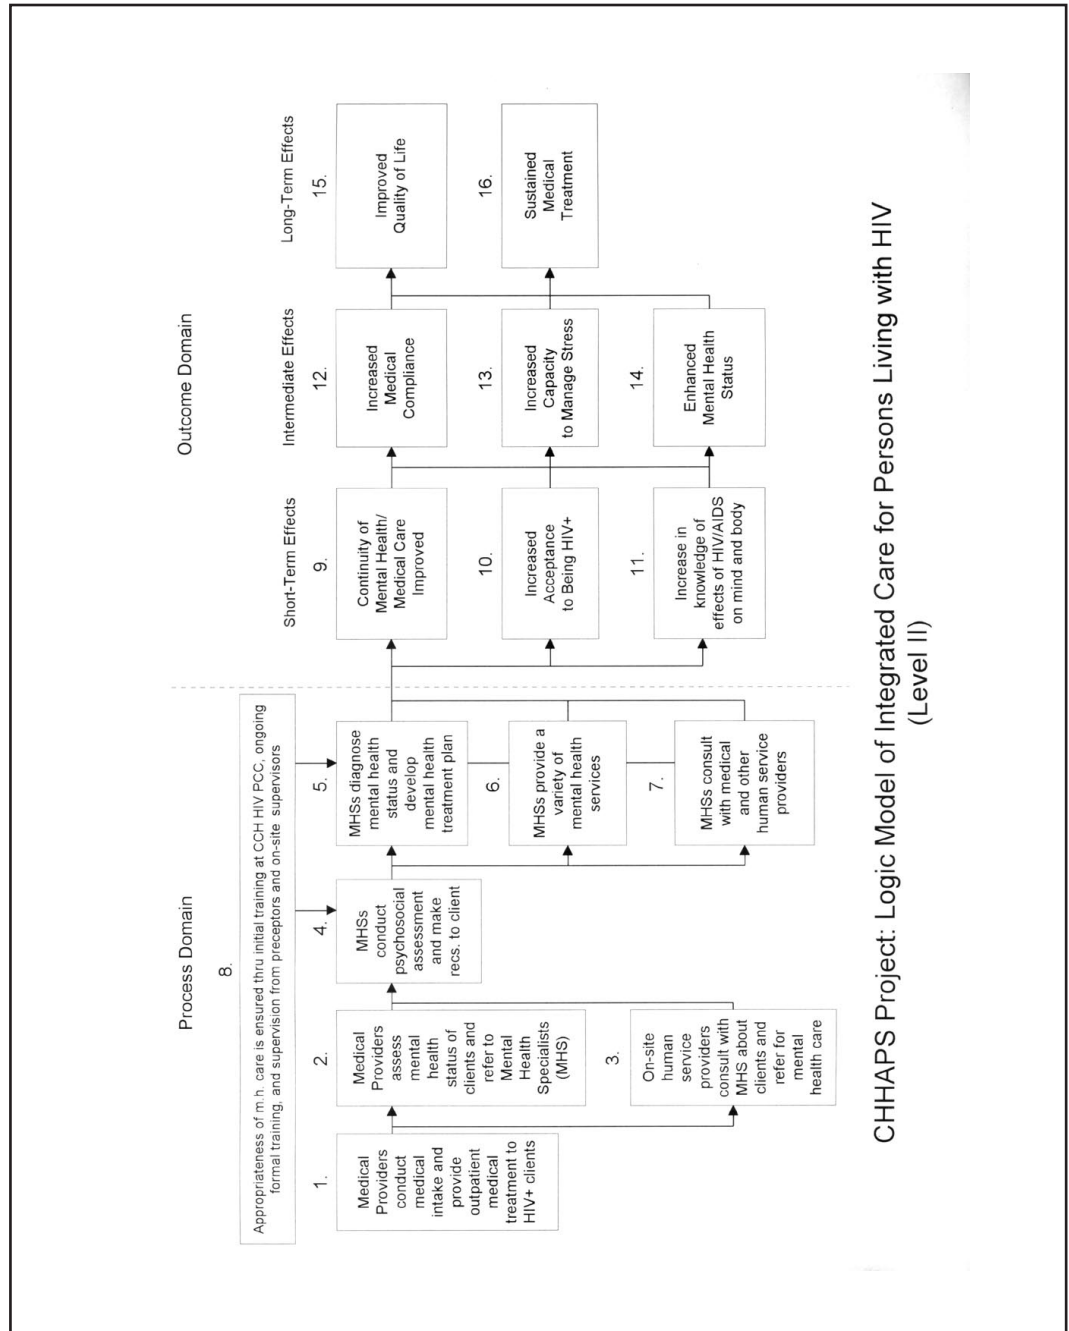 Process Domain
Outcome Domain
8.
Appropriateness of m.h. care is ensured thru initial training at CCH HIV PCC, ongoing
formal training, and supervision from preceptors and on-site supervisors
Short-Term Effects
Intermediate Effects
Long-Term Effects
1.
Medical
Providers
conduct
medical
intake and
provide
outpatient
medical
treatment to
HIV+ clients
2.
Medical
Providers
assess
mental
health
status of
clients and
refer to
Mental
Health
Specialists
(MHS)
3.
On-site
human
service
providers
consult with
MHS about
clients and
refer for
mental
health care
4.
MHSs
conduct
psychosocial
assessment
and make
recs. to client
5.
MHSs diagnose
mental health
status and
develop
mental health
treatment plan
6.
MHSs provide a
variety of
mental health
services
7.
MHSs consult
with medical
and other
human service
providers
9.
Continuity of
Mental Health/
Medical Care
Improved
10.
Increased
Acceptance
to Being HIV+
11.
Increase in
knowledge of
effects of HIV/AIDS
on mind and body
12.
Increased
Medical
Compliance
13.
Increased
Capacity
to Manage Stress
14.
Enhanced
Mental Health
Status
15.
Improved
Quality of Life
16.
Sustained
Medical
Treatment
CHHAPS Project: Logic Model of Integrated Care for Persons Living with HIV
(Level II)